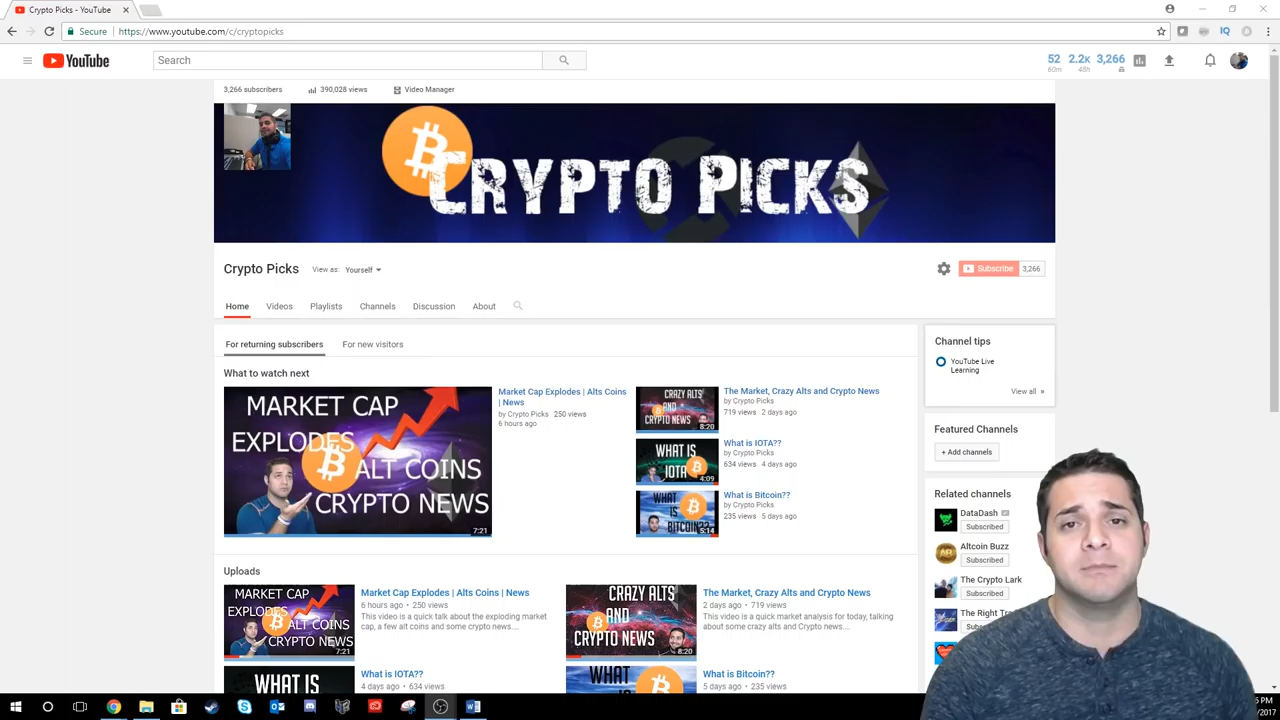 Crypto Picks - YouTube
Secure https://www.youtube.com/c/cryptopicks
IQ
YouTube
Search
52 2.2K 3,266
60m 48h
3,266 subscribers 390,028 views Video Manager
CRYPTO PICKS
Crypto Picks View as: Yourself
Subscribe 3,266
Home Videos Playlists Channels Discussion About
For returning subscribers For new visitors
What to watch next
MARKET CAP
EXPLODES
ALT COINS
CRYPTO NEWS
7:21
Market Cap Explodes | Alts Coins
| News
by Crypto Picks 250 views
6 hours ago
CRAZY ALTS
AND
CRYPTO NEWS
8:20
The Market, Crazy Alts and Crypto News
by Crypto Picks
719 views 2 days ago
WHAT IS
IOTA
4:09
What is IOTA??
by Crypto Picks
634 views 4 days ago
WHAT IS
BITCOIN??
5:14
What is Bitcoin??
by Crypto Picks
235 views 5 days ago
Channel tips
YouTube Live
Learning
View all »
Featured Channels
+ Add channels
Related channels
DataDash
Subscribed
Altcoin Buzz
Subscribed
The Crypto Lark
Subscribed
The Right
Uploads
MARKET CAP
EXPLODES
ALT COINS
CRYPTO NEWS
7:21
Market Cap Explodes | Alts Coins | News
6 hours ago • 250 views
This video is a quick talk about the exploding market
cap, a few alt coins and some crypto news....
CRAZY ALTS
AND
CRYPTO NEWS
8:20
The Market, Crazy Alts and Crypto News
2 days ago • 719 views
This video is a quick market analysis for today, talking
about some crazy alts and Crypto news....
WHAT IS
What is IOTA??
4 days ago • 634 views
WHAT IS
What is Bitcoin??
5 days ago • 235 views
PM
/2017